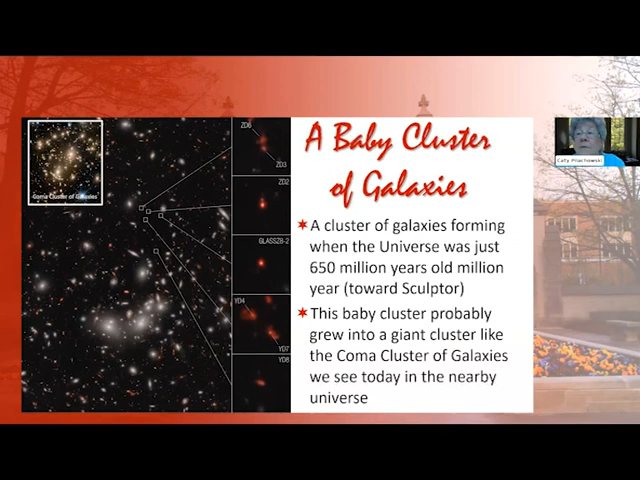 A Baby Cluster
of Galaxies
A cluster of galaxies forming
when the Universe was just
650 million years old million
year (toward Sculptor)
This baby cluster probably
grew into a giant cluster like
the Coma Cluster of Galaxies
we see today in the nearby
universe
Coma Cluster of Galaxies
ZD6
ZD3
ZD2
GLASSZ8-2
YD4
YD7
YD8
Caty Pilachowski